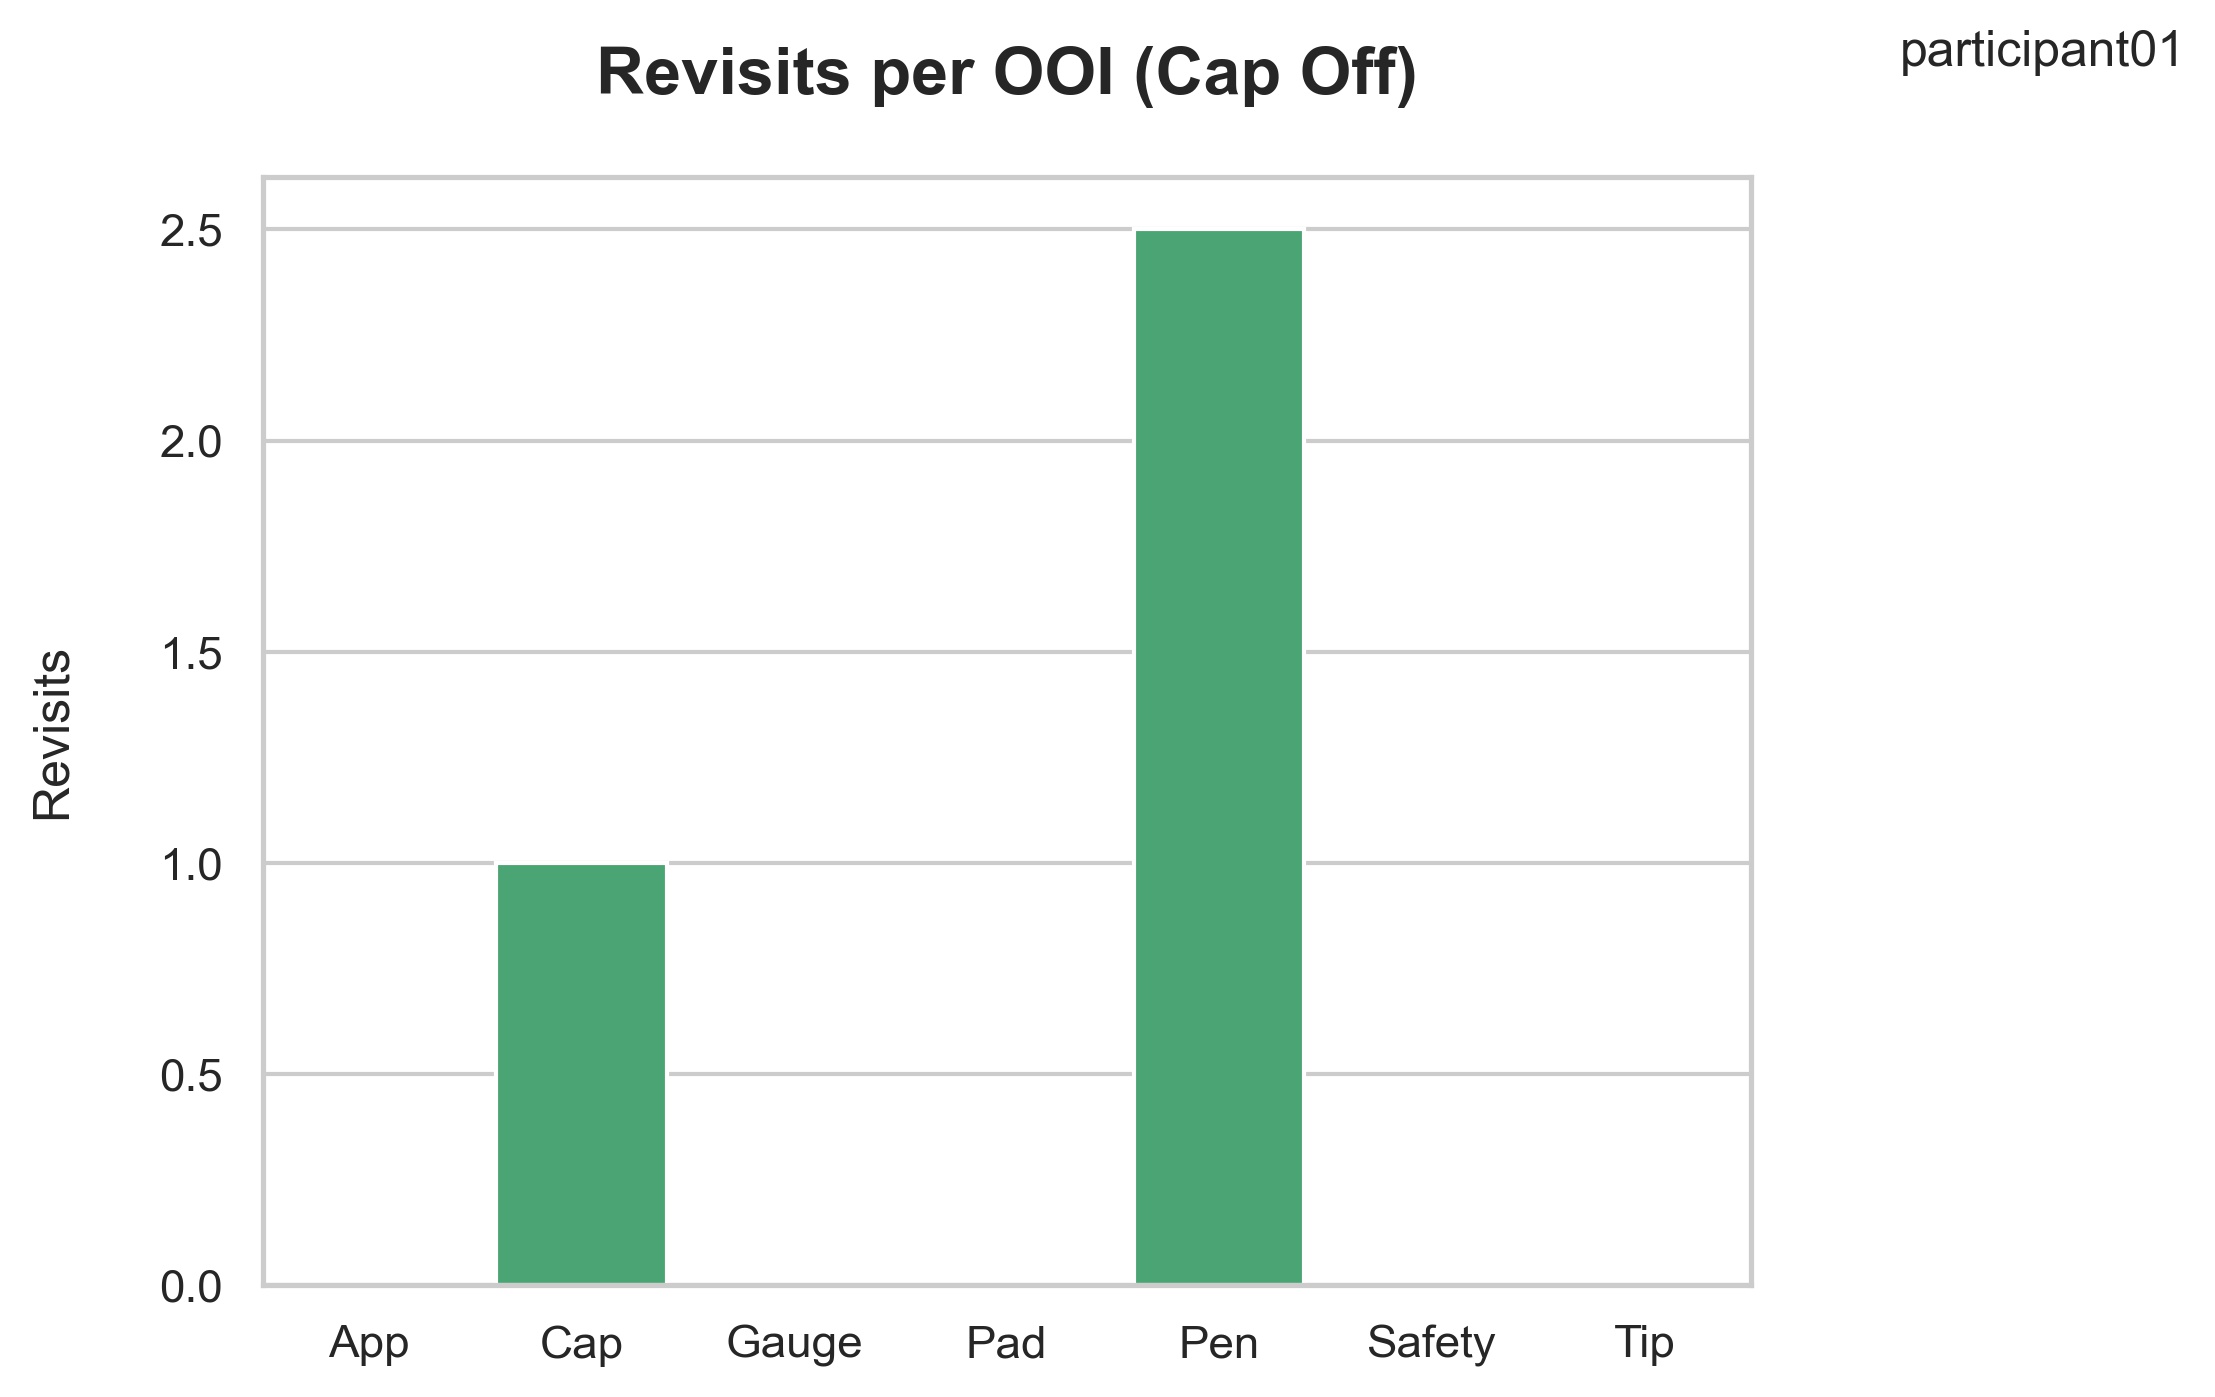 participant01
Revisits per OOI (Cap Off)
Revisits
2.5
2.0
1.5
1.0
0.5
0.0
App Cap Gauge Pad Pen Safety Tip